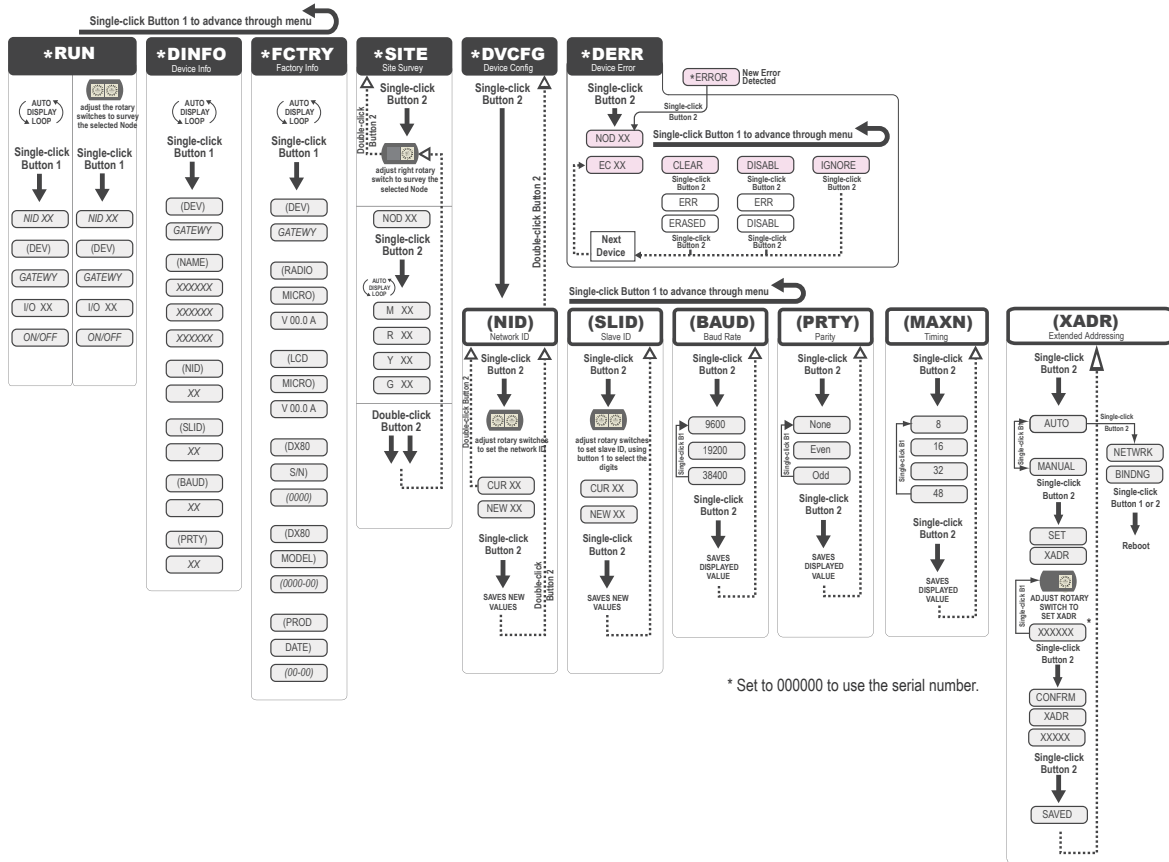 Single-click Button 1 to advance through menu
*RUN
AUTO
DISPLAY
LOOP
Single-click
Button 1
NID XX
(DEV)
GATEWY
I/O XX
ON/OFF
adjust the rotary
switches to survey
the selected Node
Single-click
Button 1
NID XX
(DEV)
GATEWY
I/O XX
ON/OFF
*DINFO
Device Info
AUTO
DISPLAY
LOOP
Single-click
Button 1
(DEV)
GATEWY
(NAME)
XXXXXX
XXXXXX
XXXXXX
(NID)
XX
(SLID)
XX
(BAUD)
XX
(PRTY)
XX
*FCTRY
Factory Info
AUTO
DISPLAY
LOOP
Single-click
Button 1
(DEV)
GATEWY
(RADIO
MICRO)
V 00.0 A
(LCD
MICRO)
V 00.0 A
(DX80
S/N)
(0000)
(DX80
MODEL)
(0000-00)
(PROD
DATE)
(00-00)
*SITE
Site Survey
Single-click
Button 2
Double-click
Button 2
adjust right rotary
switch to survey the
selected Node
NOD XX
Single-click
Button 2
AUTO
DISPLAY
LOOP
M XX
R XX
Y XX
G XX
Double-click
Button 2
*DVCFG
Device Config
Single-click
Button 2
Double-click Button 2
*DERR
Device Error
Single-click
Button 2
*ERROR
New Error
Detected
Single-click
Button 2
NOD XX
Single-click Button 1 to advance through menu
EC XX
CLEAR
Single-click
Button 2
ERR
ERASED
Single-click
Button 2
DISABL
Single-click
Button 2
ERR
DISABL
Single-click
Button 2
IGNORE
Single-click
Button 2
Next
Device
Single-click Button 1 to advance through menu
(NID)
Network ID
Single-click
Button 2
Double-click Button 2
adjust rotary switches
to set the network ID
CUR XX
NEW XX
Single-click
Button 2
SAVES NEW
VALUES
Double-click
Button 2
(SLID)
Slave ID
Single-click
Button 2
adjust rotary switches
to set slave ID, using
button 1 to select the
digits
CUR XX
NEW XX
Single-click
Button 2
SAVES NEW
VALUES
(BAUD)
Baud Rate
Single-click
Button 2
Single-click B1
9600
19200
38400
Single-click
Button 2
SAVES
DISPLAYED
VALUE
(PRTY)
Parity
Single-click
Button 2
Single-click B1
None
Even
Odd
Single-click
Button 2
SAVES
DISPLAYED
VALUE
(MAXN)
Timing
Single-click
Button 2
Single-click B1
8
16
32
48
Single-click
Button 2
SAVES
DISPLAYED
VALUE
(XADR)
Extended Addressing
Single-click
Button 2
Single-click B1
AUTO
Single-click
Button 2
NETWRK
BINDNG
Single-click
Button 1 or 2
Reboot
MANUAL
Single-click
Button 2
SET
XADR
Single-click B1
ADJUST ROTARY
SWITCH TO
SET XADR
XXXXXX *
Single-click
Button 2
CONFRM
XADR
XXXXX
Single-click
Button 2
SAVED
* Set to 000000 to use the serial number.